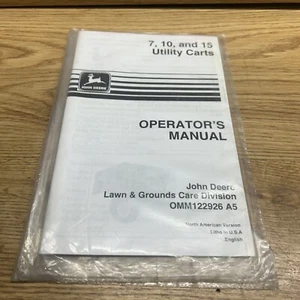 7, 10, and 15
Utility Carts
JOHN DEERE
OPERATOR'S
MANUAL
John Deere
Lawn & Grounds Care Division
OMM122926 A5
North American Version
Litho in U.S.A
English